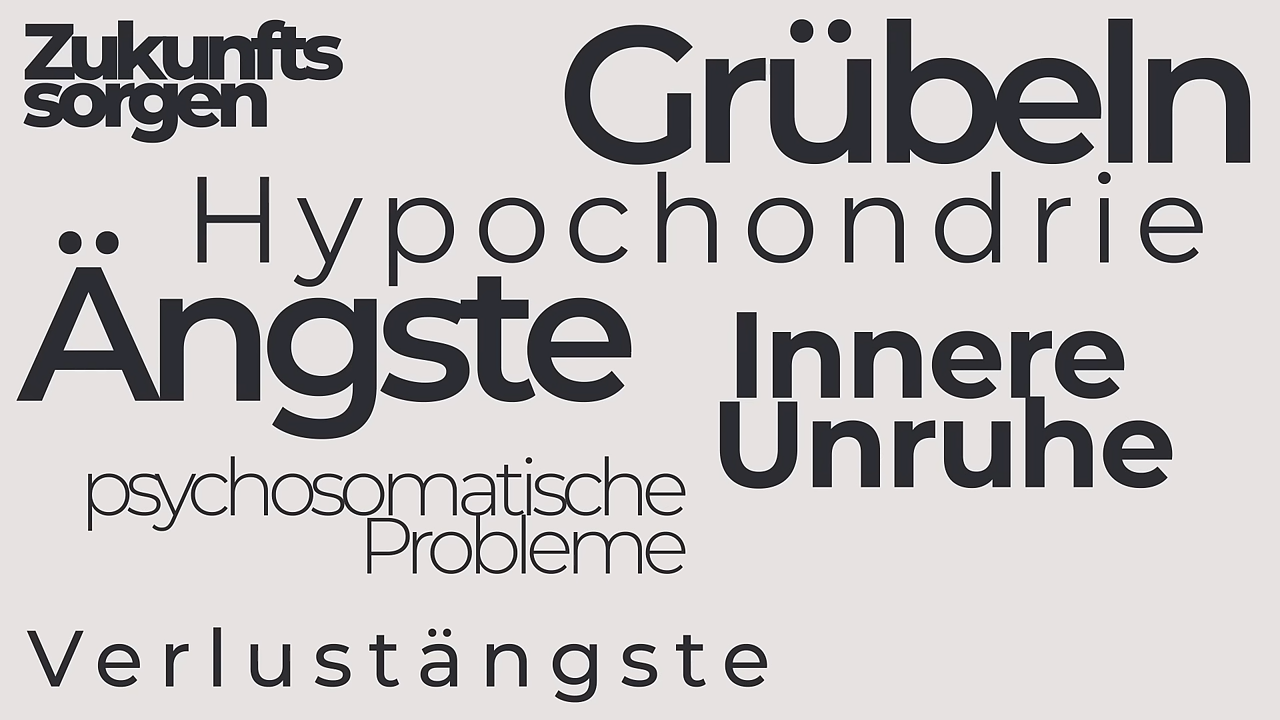 Zukunfts
sorgen
Grübeln
Hypochondrie
Ängste
Innere
Unruhe
psychosomatische
Probleme
Verlustängste